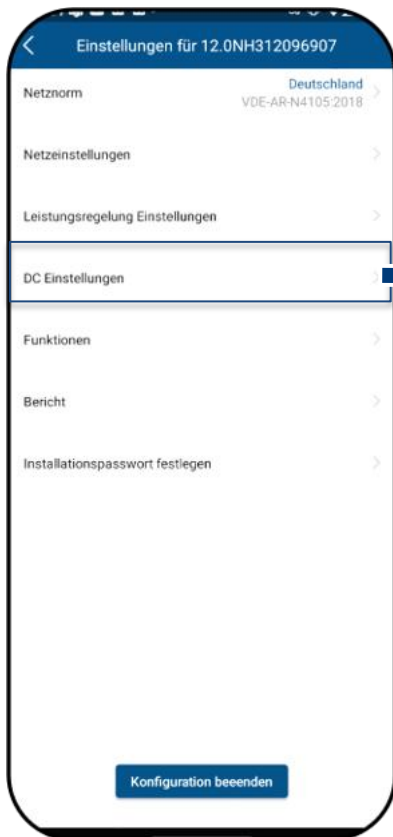 Einstellungen für 12.0NH312096907
Netznorm
Deutschland
VDE-AR-N4105:2018
Netzeinstellungen
Leistungsregelung Einstellungen
DC Einstellungen
Funktionen
Bericht
Installationspasswort festlegen
Konfiguration beeenden